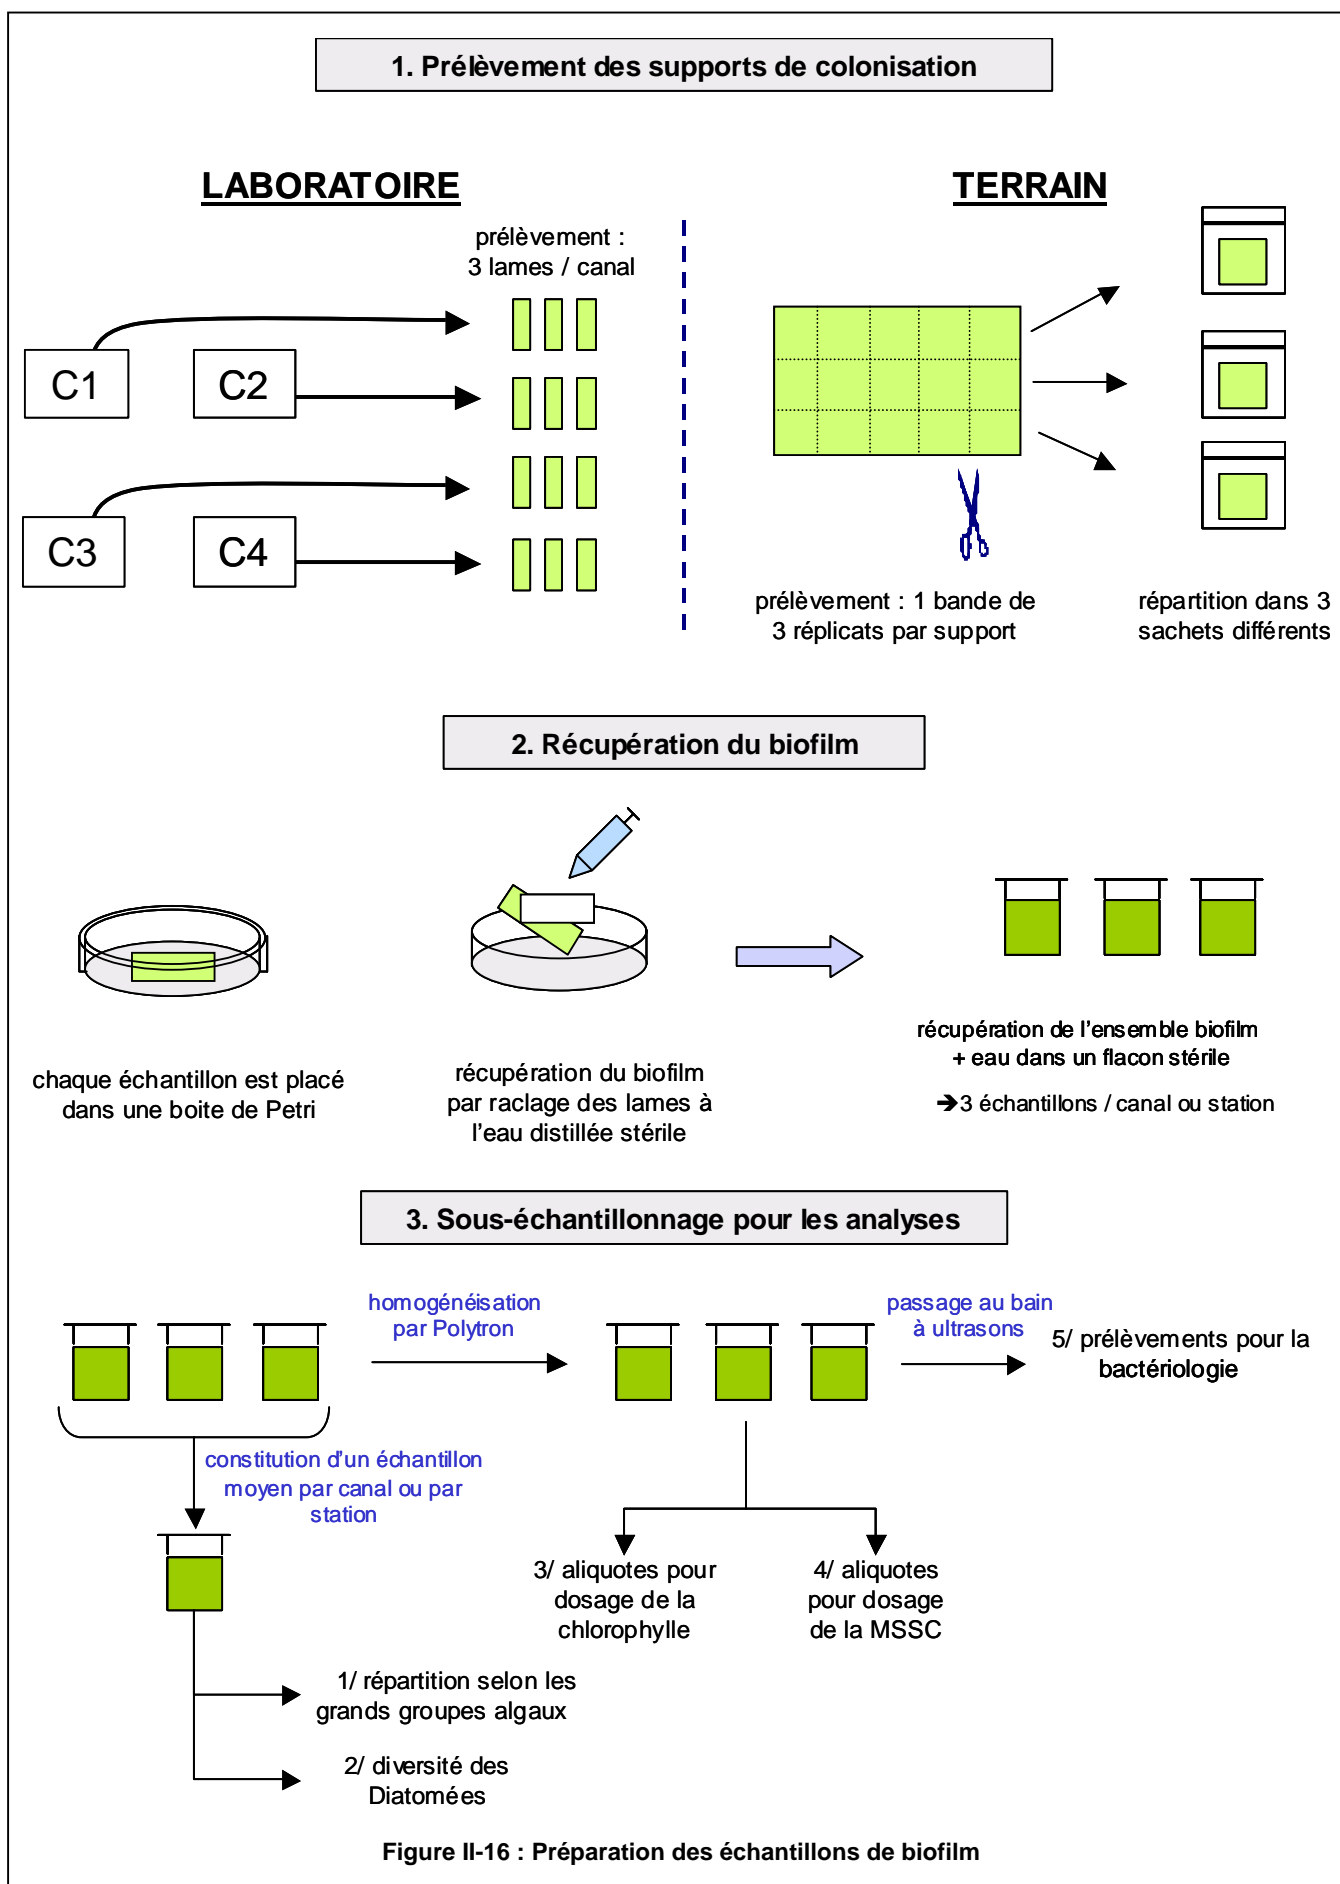 1. Prélèvement des supports de colonisation
LABORATOIRE
prélèvement :
3 lames / canal
C1
C2
C3
C4
TERRAIN
prélèvement : 1 bande de
3 réplicats par support
répartition dans 3
sachets différents
2. Récupération du biofilm
chaque échantillon est placé
dans une boite de Petri
récupération du biofilm
par raclage des lames à
l'eau distillée stérile
récupération de l'ensemble biofilm
+ eau dans un flacon stérile
➔3 échantillons / canal ou station
3. Sous-échantillonnage pour les analyses
homogénéisation
par Polytron
passage au bain
à ultrasons
5/ prélèvements pour la
bactériologie
constitution d'un échantillon
moyen par canal ou par
station
3/ aliquotes pour
dosage de la
chlorophylle
4/ aliquotes
pour dosage
de la MSSC
1/ répartition selon les
grands groupes algaux
2/ diversité des
Diatomées
Figure II-16 : Préparation des échantillons de biofilm